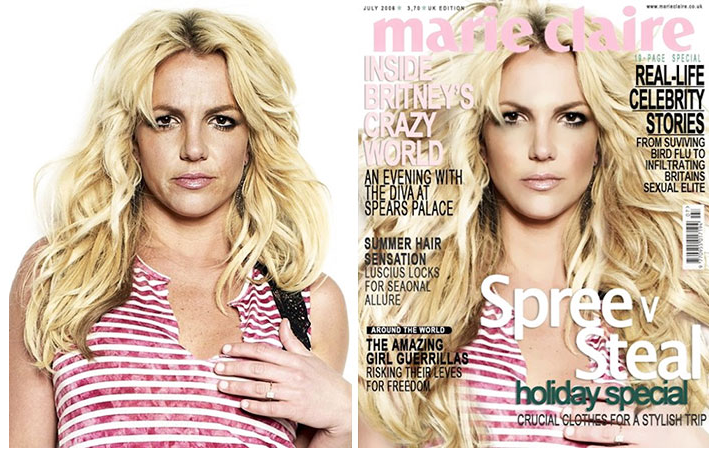 JULY 2008 3,70 UK EDITION
www.marieclaire.co.uk
marie claire
INSIDE
BRITNEY'S
CRAZY
WORLD
AN EVENING WITH
THE DIVA AT
SPEARS PALACE
SUMMER HAIR
SENSATION
LUSCIUS LOCKS
FOR SEAONAL
ALLURE
AROUND THE WORLD
THE AMAZING
GIRL GUERRILLAS
RISKING THEIR LEVES
FOR FREEDOM
18-PAGE SPECIAL
REAL-LIFE
CELEBRITY
STORIES
FROM SUVIVING
BIRD FLU TO
INFILTRATING
BRITAINS
SEXUAL ELITE
Spree v
Steal
holiday special
CRUCIAL CLOTHES FOR A STYLISH TRIP